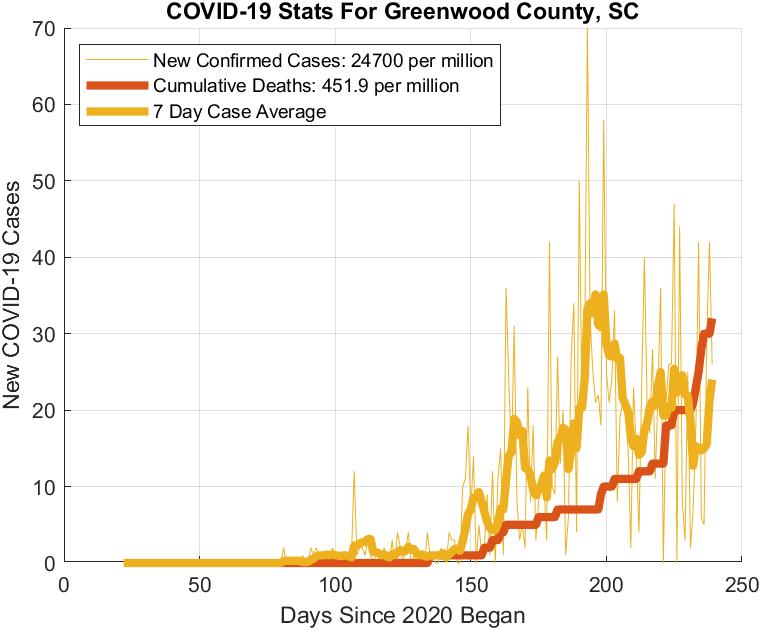 COVID-19 Stats For Greenwood County, SC
New Confirmed Cases: 24700 per million
Cumulative Deaths: 451.9 per million
7 Day Case Average
New COVID-19 Cases
70
60
50
40
30
20
10
0
0 50 100 150 200 250
Days Since 2020 Began